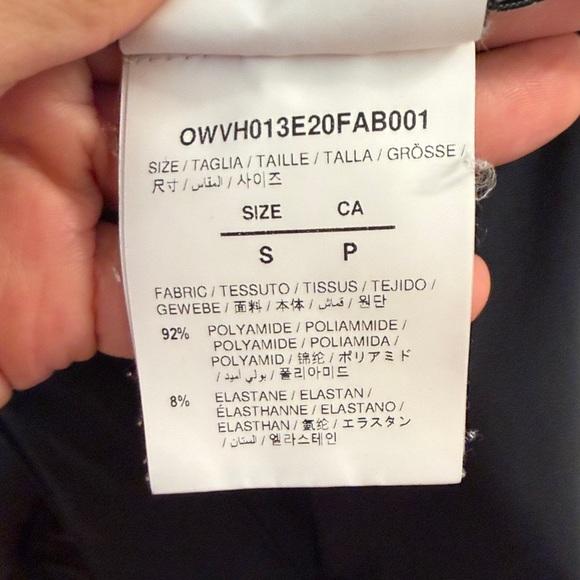 OWVH013E20FAB001
SIZE / TAGLIA / TAILLE / TALLA / GRÖSSE /
尺寸 / المقاس / 사이즈
SIZE CA
S P
FABRIC / TESSUTO / TISSUS / TEJIDO /
GEWEBE / 面料 / 本体 / قماش / 원단
92% POLYAMIDE / POLIAMMIDE /
POLYAMIDE / POLIAMIDA /
POLYAMID / 锦纶 / ポリアミド
/ بولي أميد / 폴리아미드
8% ELASTANE / ELASTAN /
ÉLASTHANNE / ELASTANO /
ELASTHAN / 氨纶 / エラスタン
/ الستان / 엘라스테인